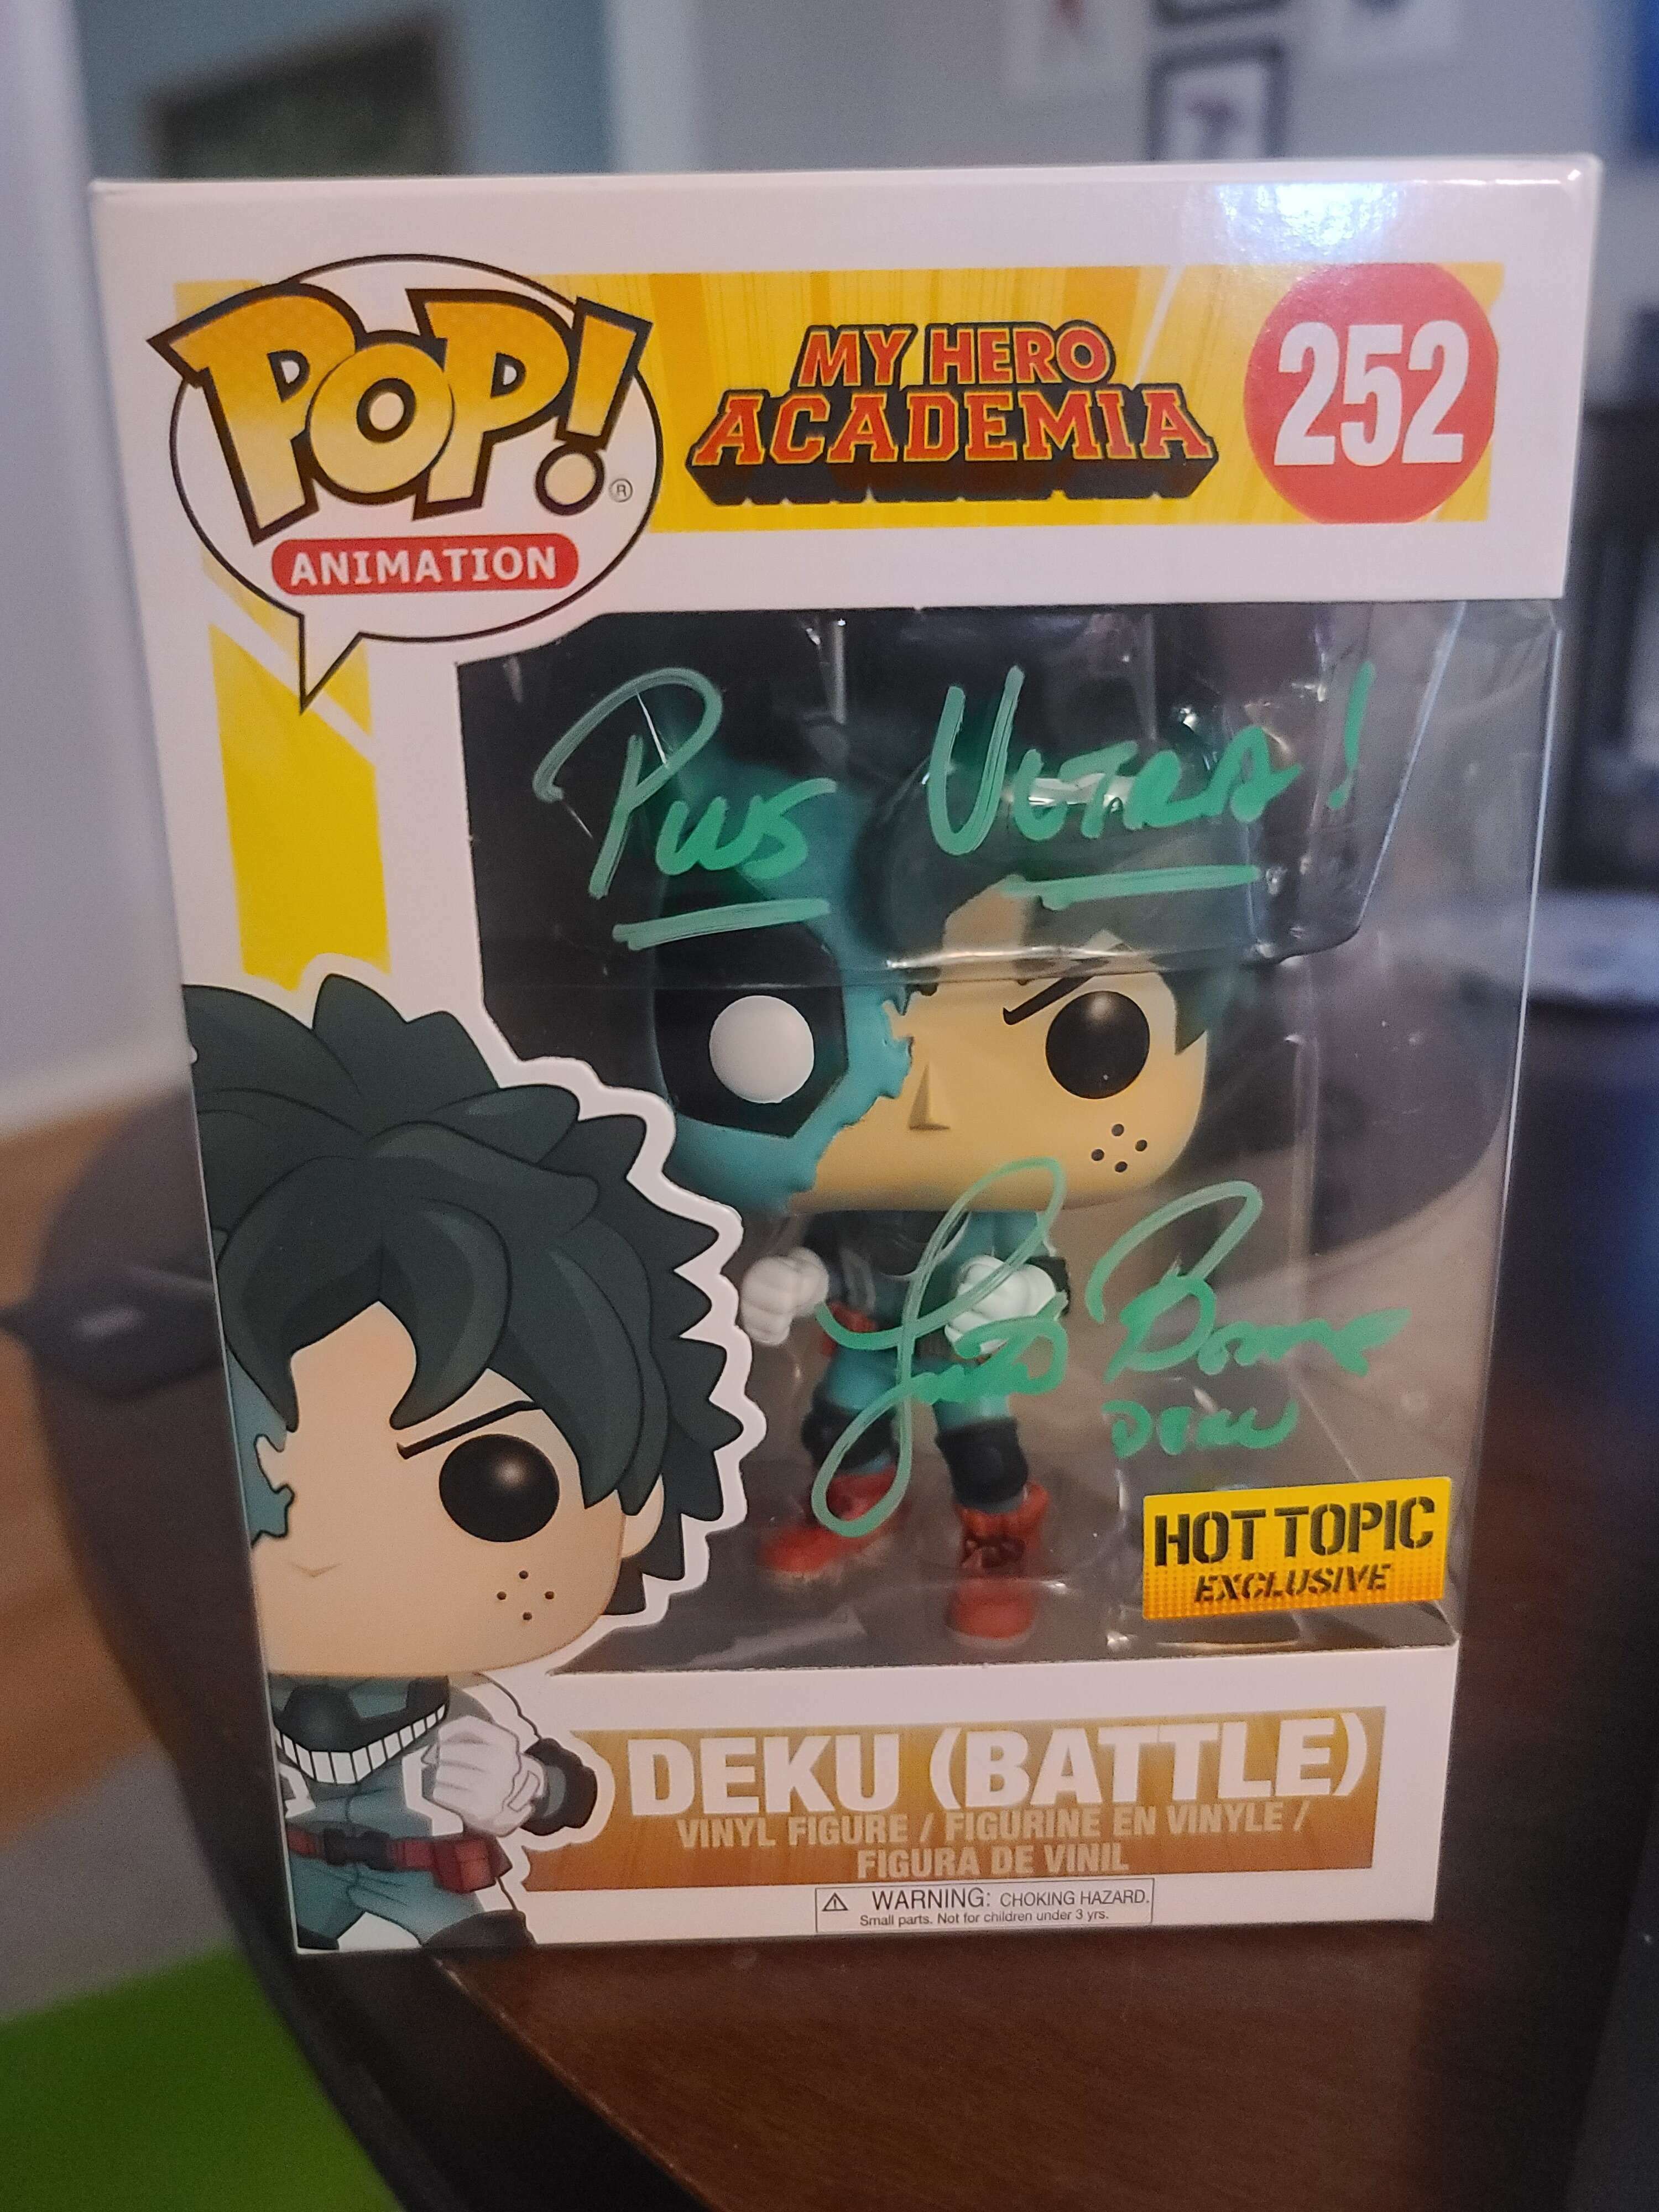 POP!®
ANIMATION
MY HERO
ACADEMIA
252
PLUS ULTRA!
DEKU
HOT TOPIC
EXCLUSIVE
DEKU (BATTLE)
VINYL FIGURE / FIGURINE EN VINYLE /
FIGURA DE VINIL
⚠ WARNING: CHOKING HAZARD.
Small parts. Not for children under 3 yrs.